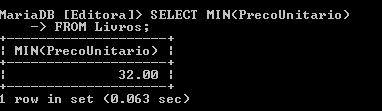 MariaDB [Editora]> SELECT MIN(PrecoUnitario)
    -> FROM Livros;
+--------------------+
| MIN(PrecoUnitario) |
+--------------------+
|              32.00 |
+--------------------+
1 row in set (0.063 sec)